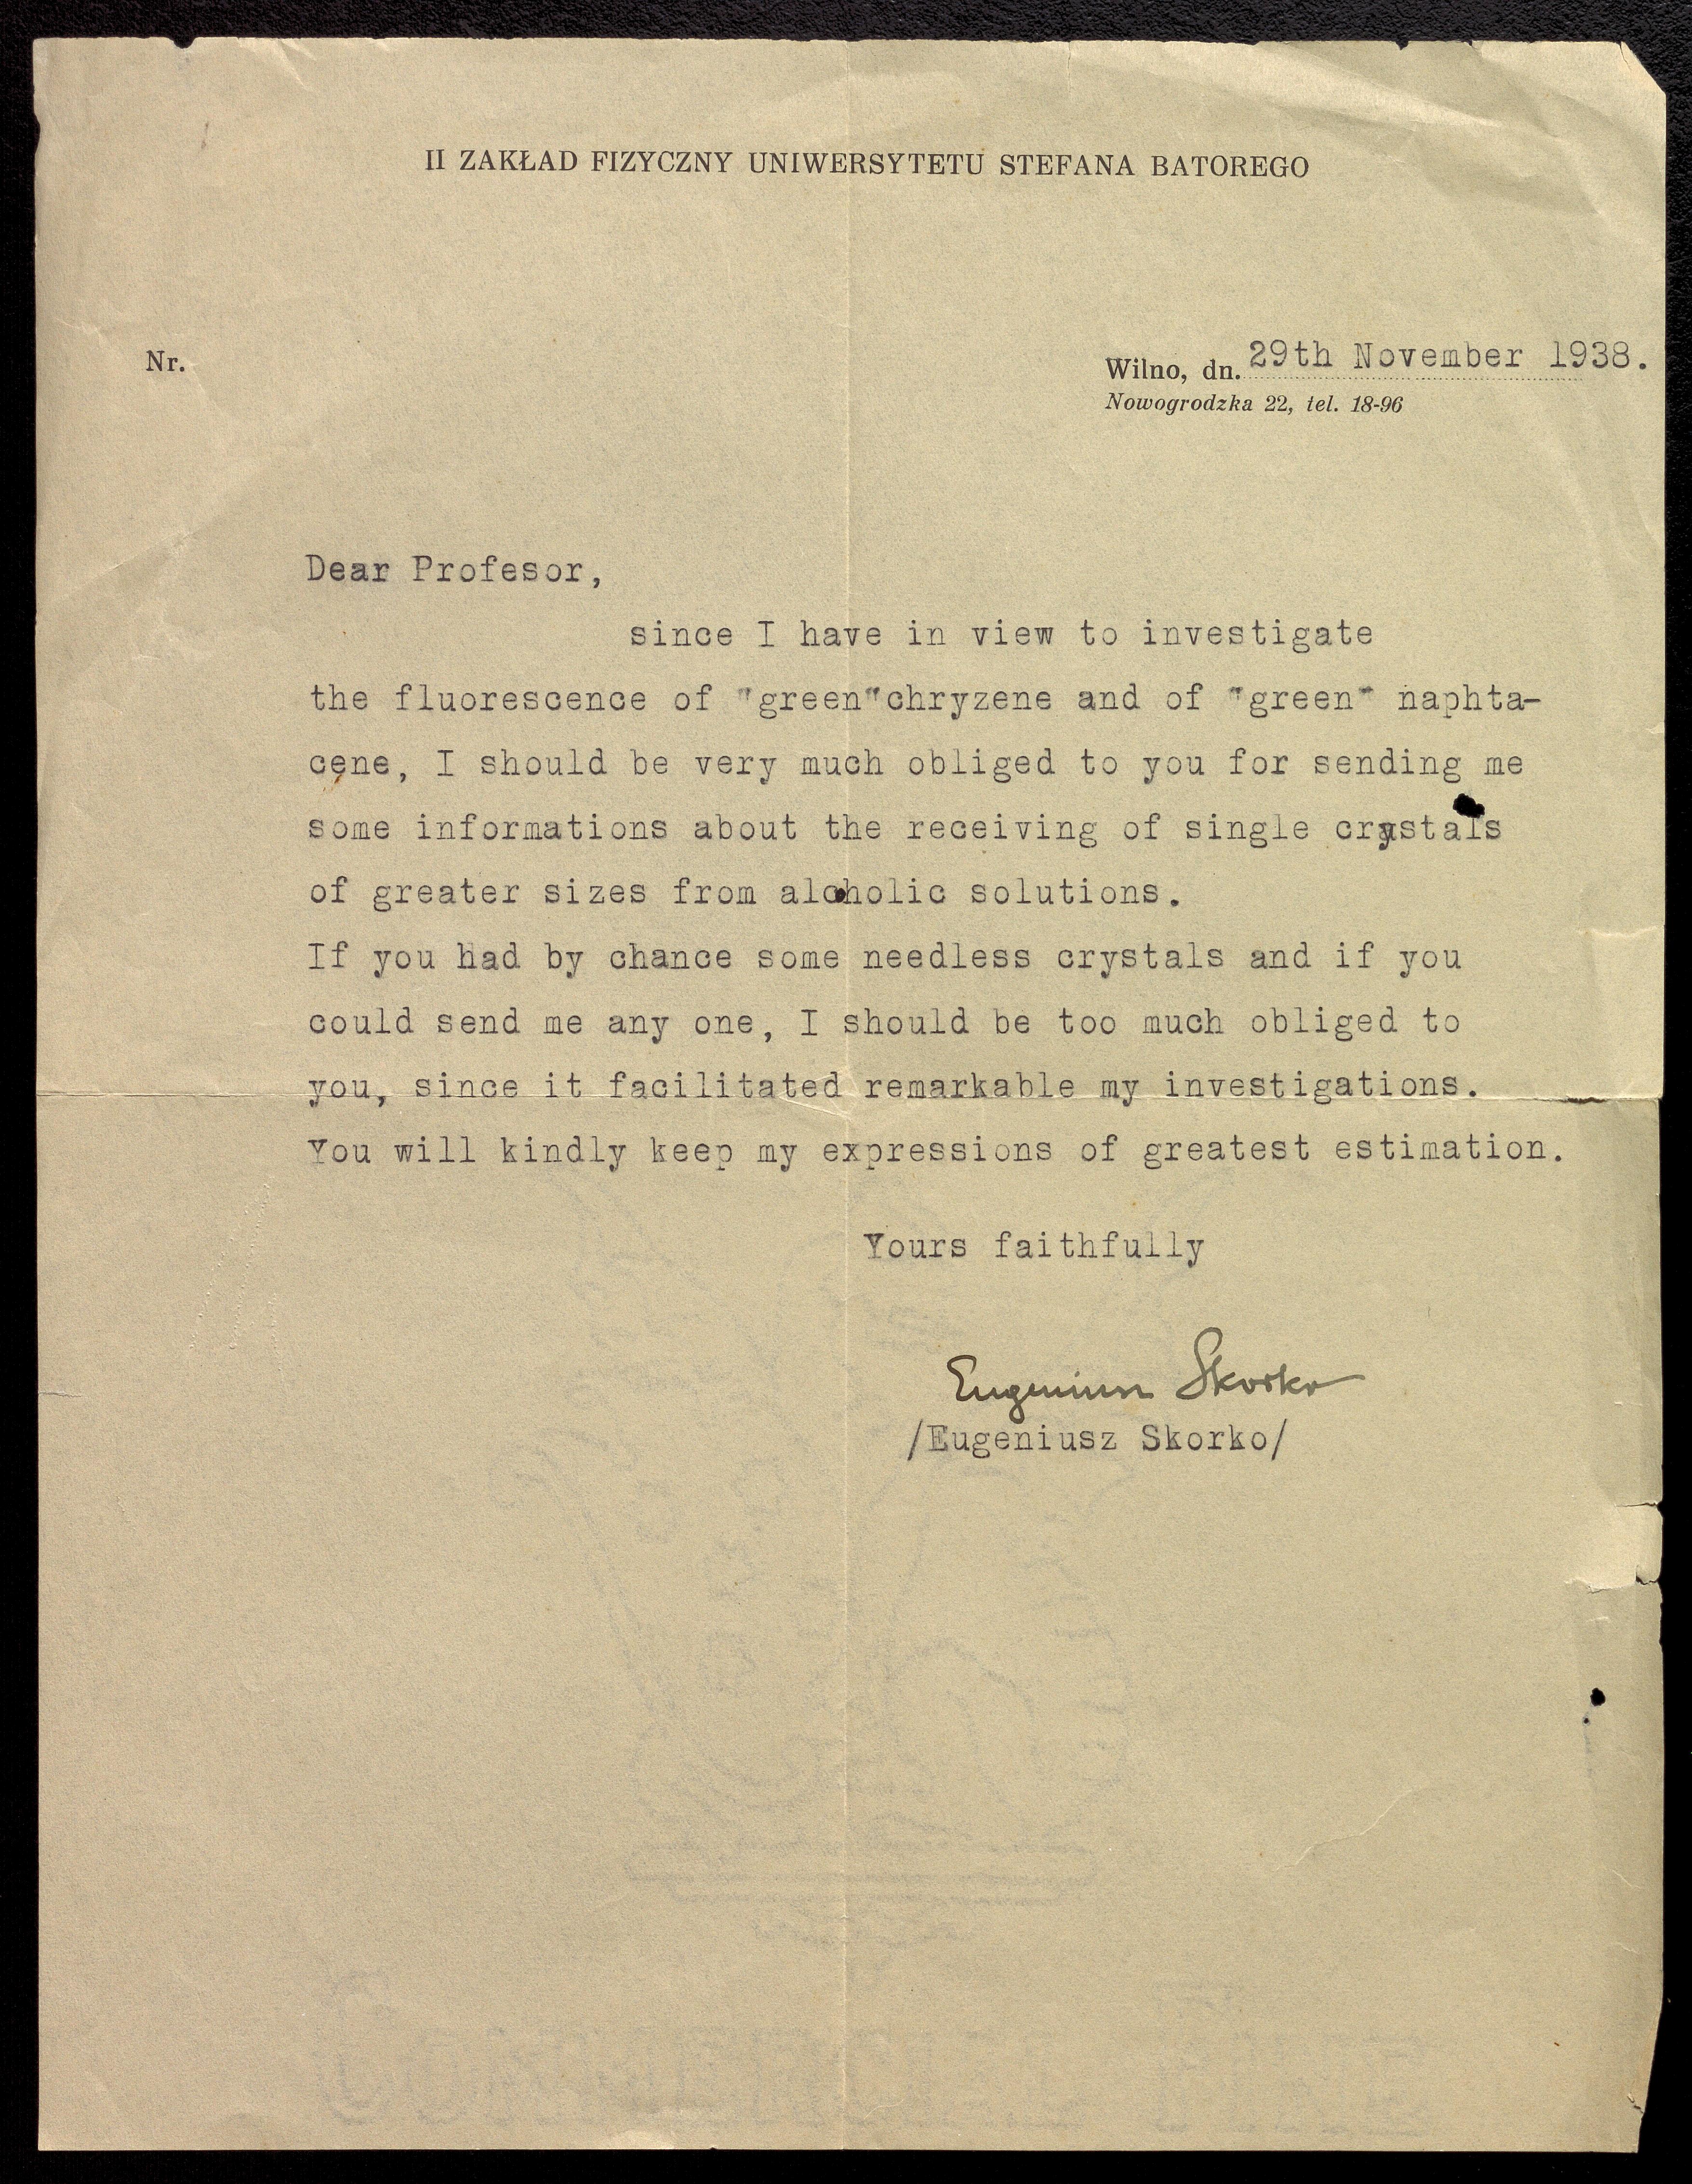 II ZAKŁAD FIZYCZNY UNIWERSYTETU STEFANA BATOREGO
Nr.
Wilno, dn. 29th November 1938.
Nowogrodzka 22, tel. 18-96
Dear Profesor,
since I have in view to investigate
the fluorescence of "green"chryzene and of "green" naphta-
cene, I should be very much obliged to you for sending me
some informations about the receiving of single crystals
of greater sizes from alcoholic solutions.
If you had by chance some needless crystals and if you
could send me any one, I should be too much obliged to
you, since it facilitated remarkable my investigations.
You will kindly keep my expressions of greatest estimation.
Yours faithfully
Eugeniusz Skorko
/Eugeniusz Skorko/